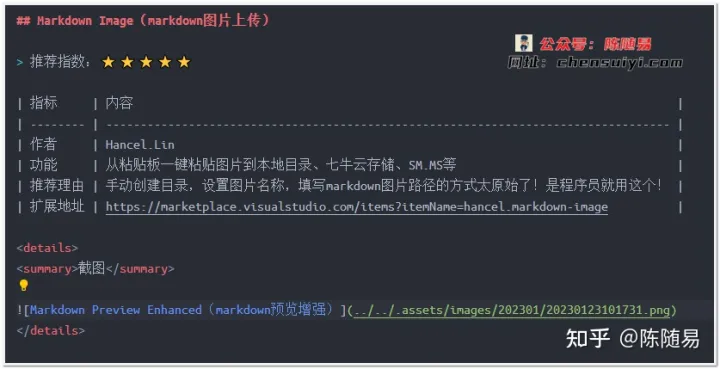 ## Markdown Image（markdown图片上传）
公众号：陈随易
网址：chensuiyi.com
> 推荐指数：⭐⭐⭐⭐⭐
| 指标 | 内容 |
| -------- | ------------------------------------------------------------------------------- |
| 作者 | Hancel.Lin |
| 功能 | 从粘贴板一键粘贴图片到本地目录、七牛云存储、SM.MS等 |
| 推荐理由 | 手动创建目录，设置图片名称，填写markdown图片路径的方式太原始了！是程序员就用这个！ |
| 扩展地址 | https://marketplace.visualstudio.com/items?itemName=hancel.markdown-image |
<details>
<summary>截图</summary>
![Markdown Preview Enhanced（markdown预览增强）](../../.assets/images/202301/20230123101731.png)
</details>
知乎 @陈随易